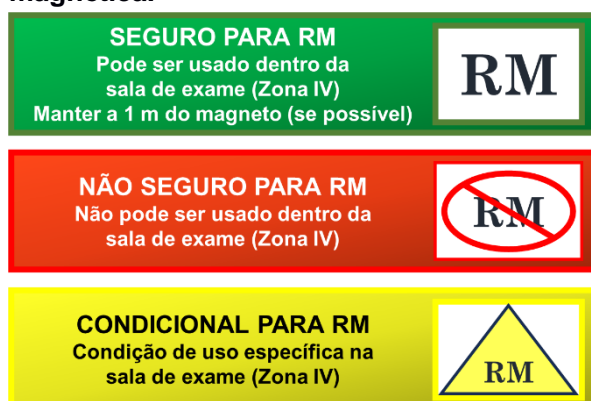 magnética.
SEGURO PARA RM
Pode ser usado dentro da
sala de exame (Zona IV)
Manter a 1 m do magneto (se possível)
RM
NÃO SEGURO PARA RM
Não pode ser usado dentro da
sala de exame (Zona IV)
RM
CONDICIONAL PARA RM
Condição de uso específica na
sala de exame (Zona IV)
RM